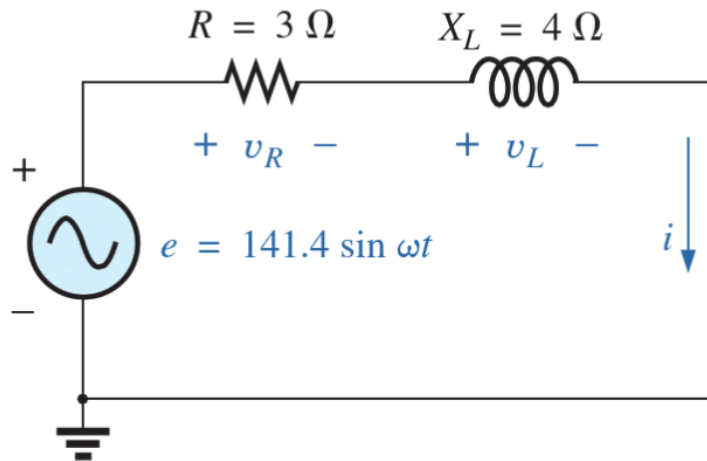 R = 3 Ω X_L = 4 Ω
+ v_R − + v_L −
+
e = 141.4 sin ωt
i
−